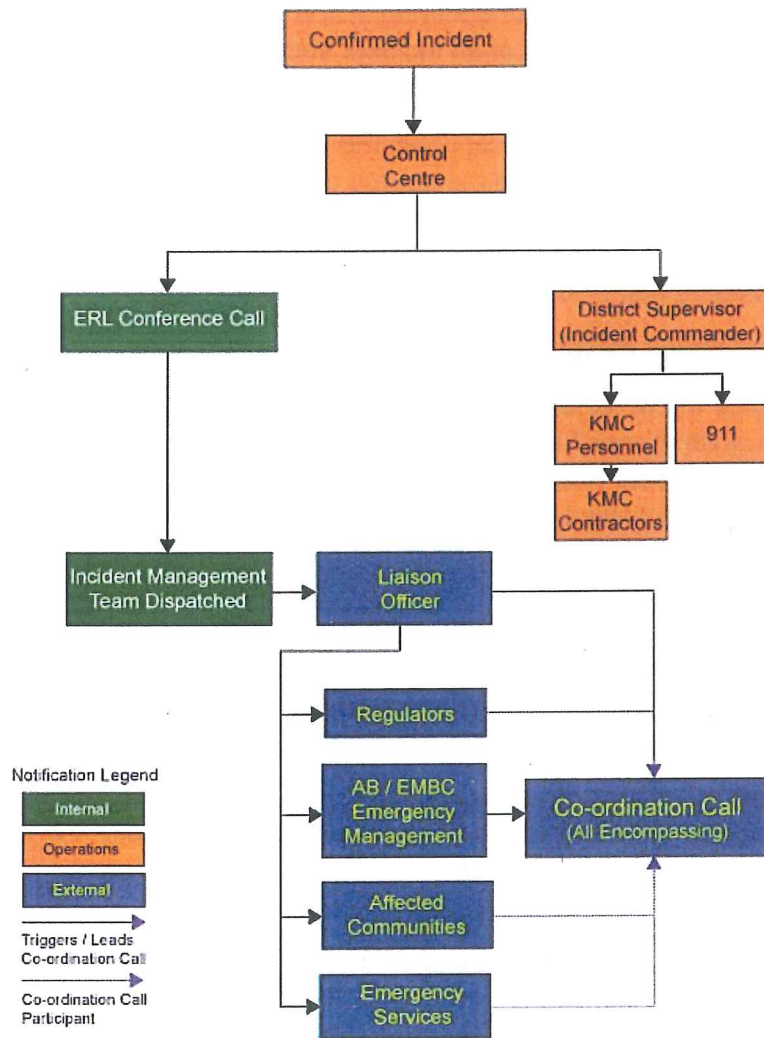 Confirmed Incident
Control
Centre
ERL Conference Call
District Supervisor
(Incident Commander)
KMC
Personnel
911
KMC
Contractors
Incident Management
Team Dispatched
Liaison
Officer
Regulators
AB / EMBC
Emergency
Management
Co-ordination Call
(All Encompassing)
Affected
Communities
Emergency
Services
Notification Legend
Internal
Operations
External
Triggers / Leads
Co-ordination Call
Co-ordination Call
Participant